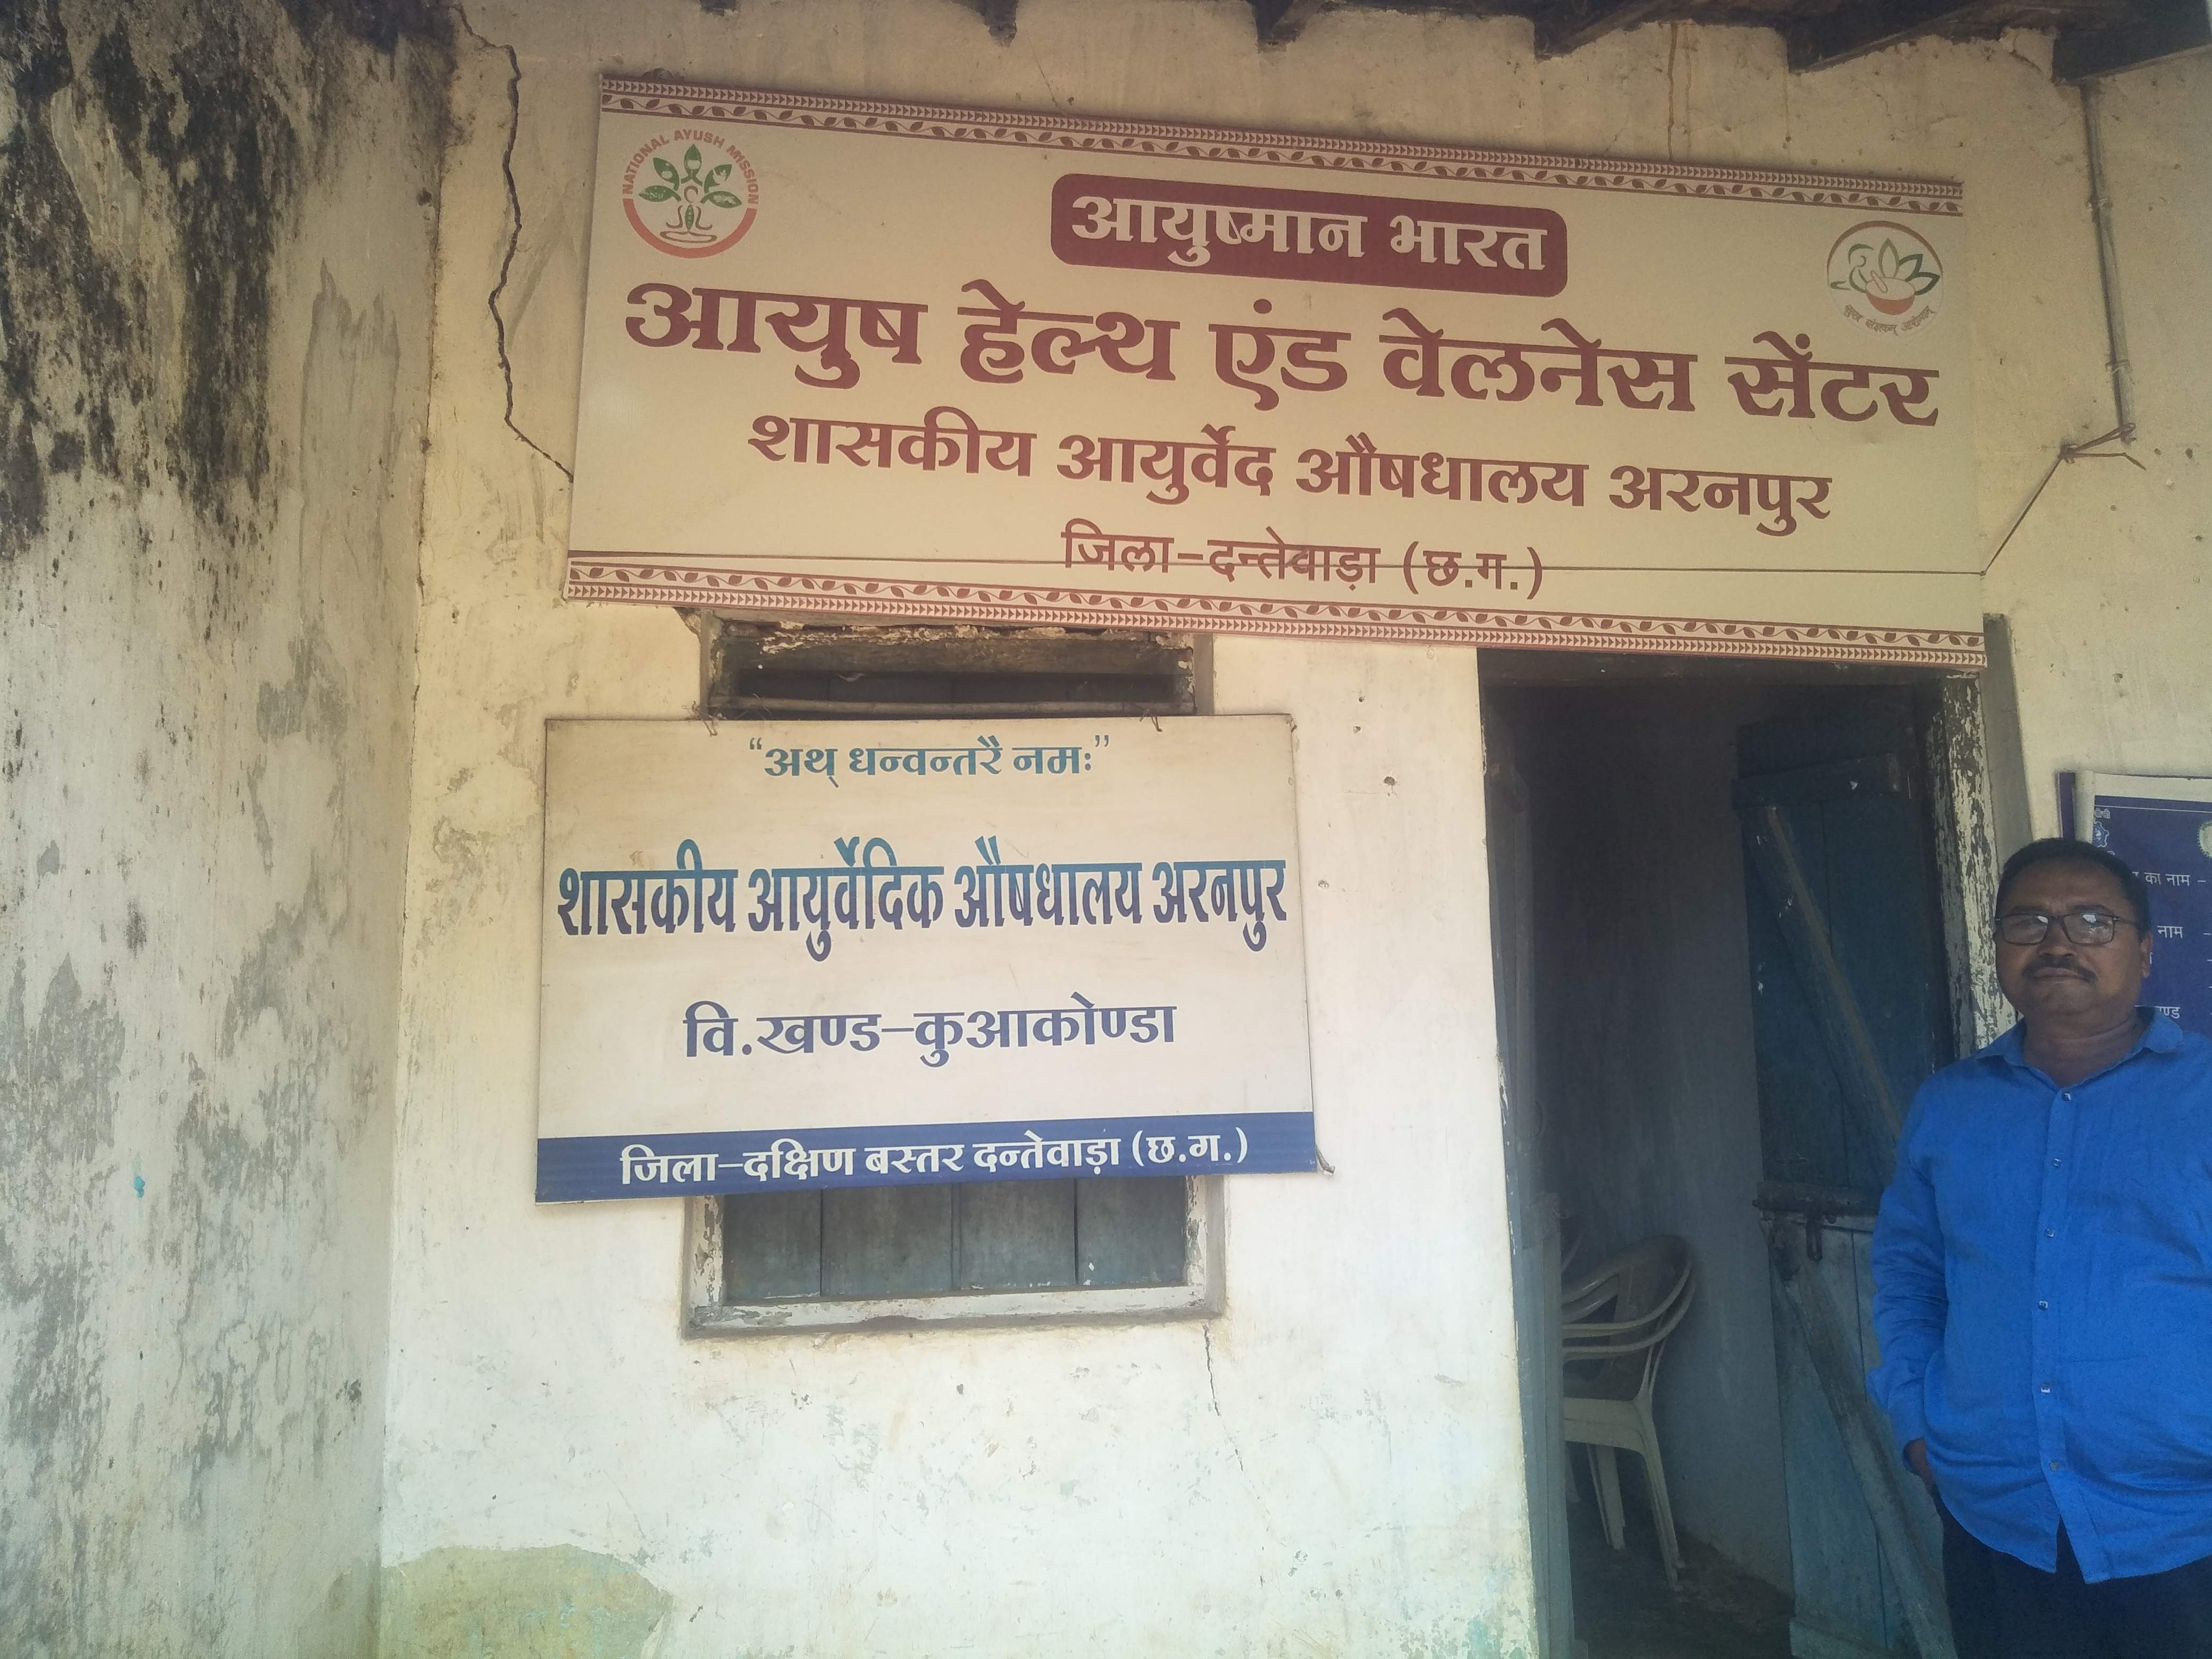 NATIONAL AYUSH MISSION
आयुष्मान भारत
आयुष हेल्थ एंड वेलनेस सेंटर
शासकीय आयुर्वेद औषधालय अरनपुर
जिला-दन्तेवाड़ा (छ.ग.)
“अथ् धन्वन्तरै नमः”
शासकीय आयुर्वेदिक औषधालय अरनपुर
वि.खण्ड-कुआकोण्डा
जिला-दक्षिण बस्तर दन्तेवाड़ा (छ.ग.)
का नाम -
नाम -